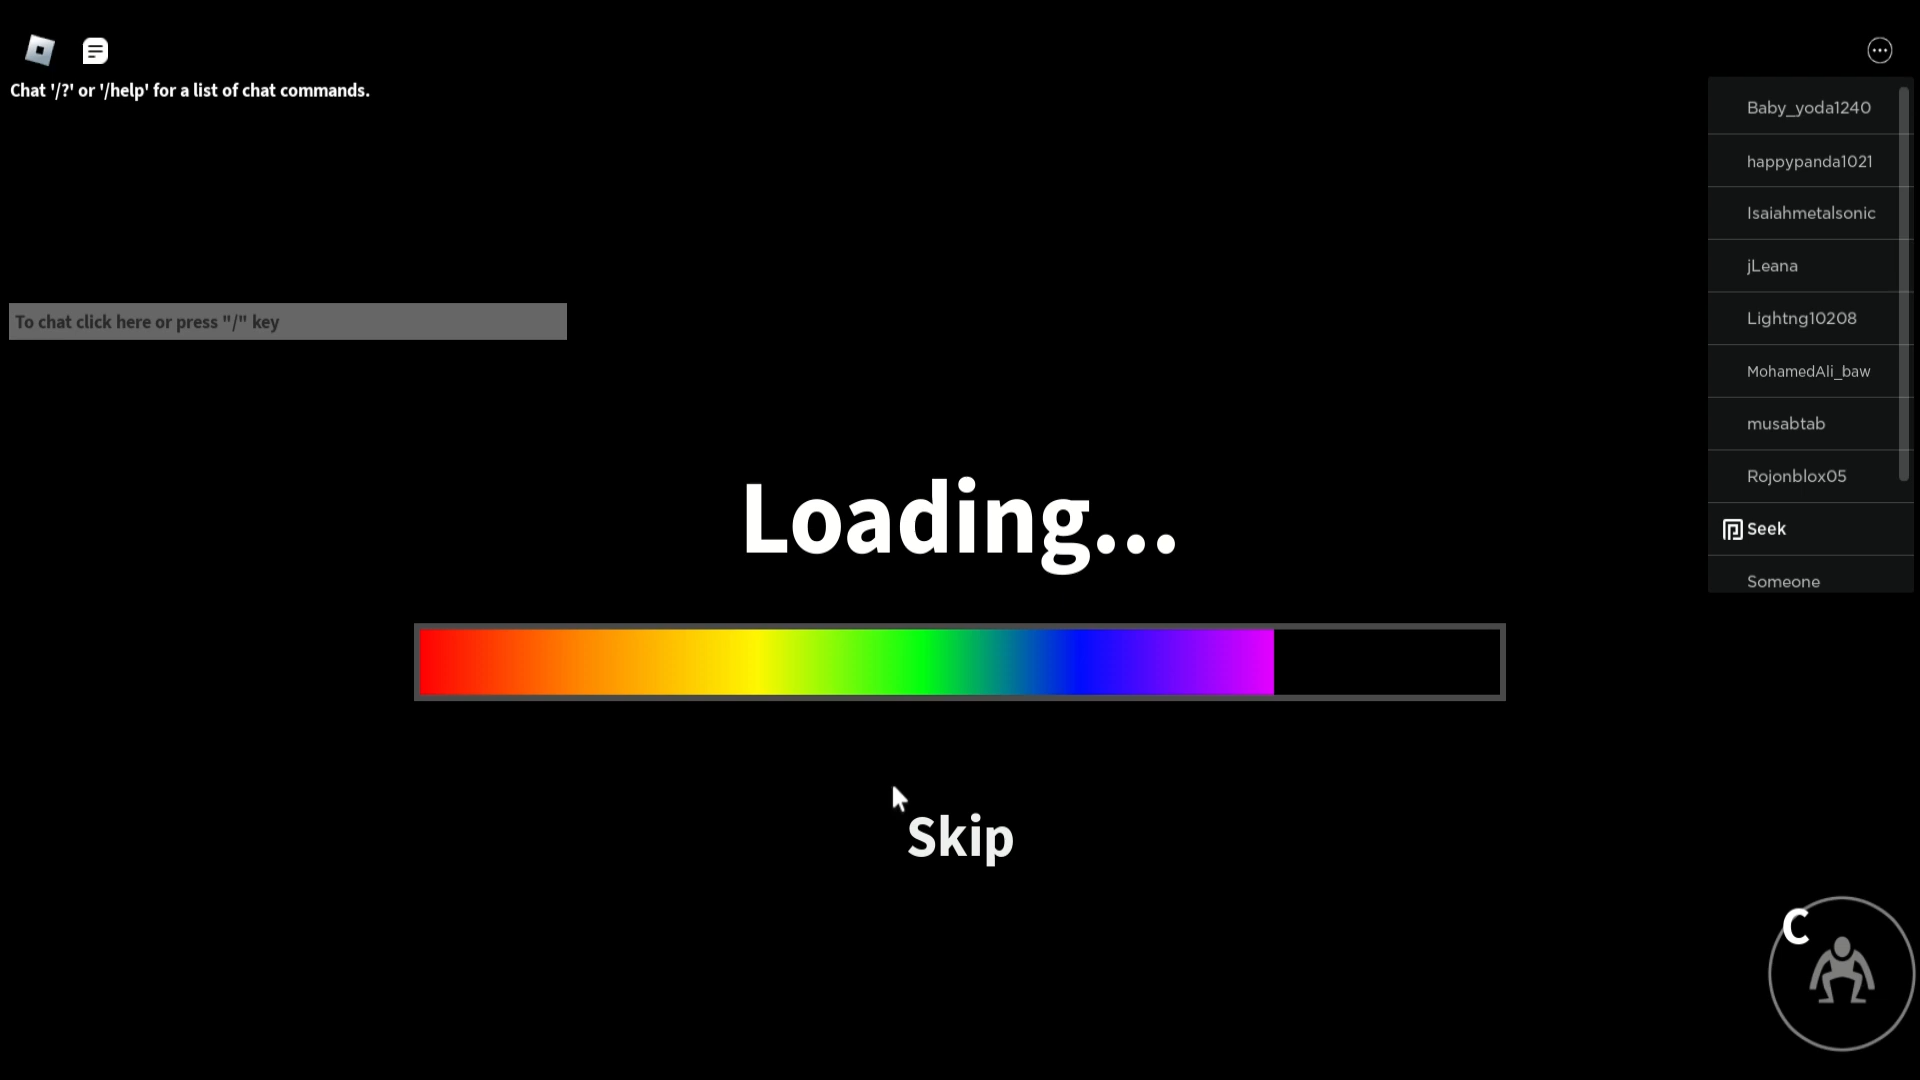 Chat '/?' or '/help' for a list of chat commands.
To chat click here or press "/" key
Baby_yoda1240
happypanda1021
Isaiahmetalsonic
jLeana
Lightng10208
MohamedAli_baw
musabtab
Rojonblox05
Seek
Someone
Loading...
Skip
C